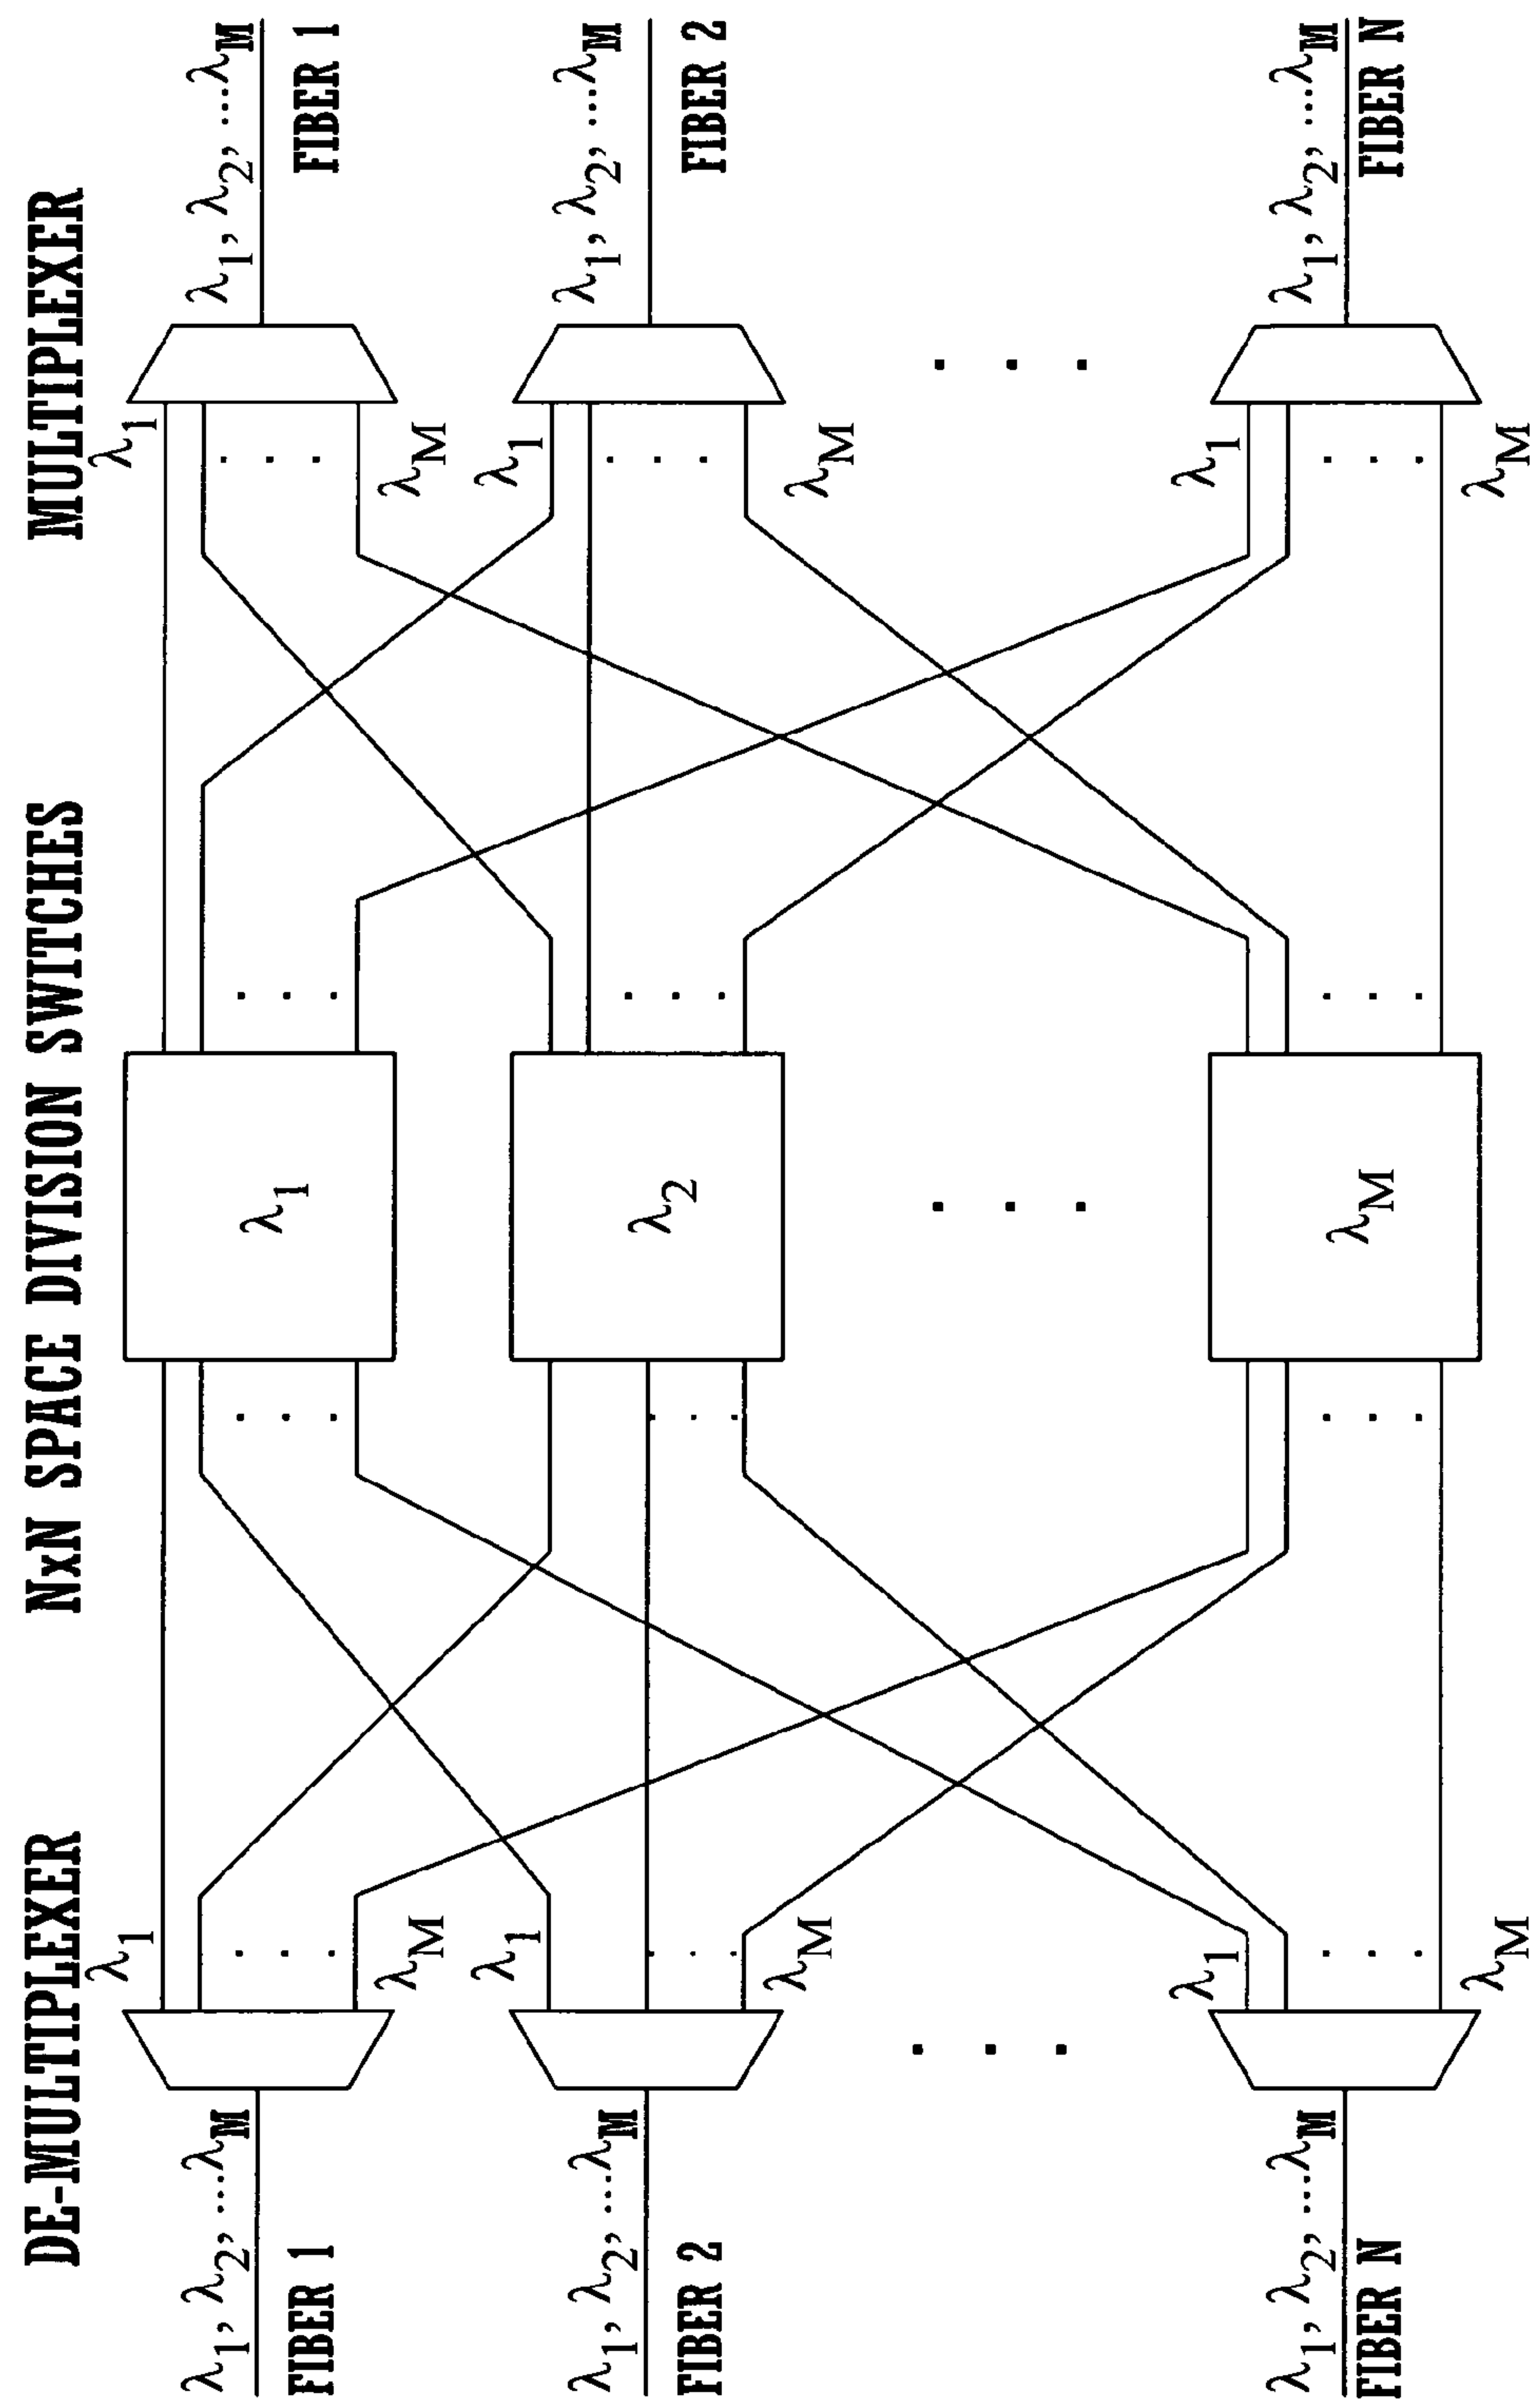 DE-MULTIPLEXER
NxN SPACE DIVISION SWITCHES
MULTIPLEXER
λ1, λ2, ...λM
FIBER 1
λ1
λM
λ1
λ1
λM
λ1, λ2, ...λM
FIBER 1
λ1, λ2, ...λM
FIBER 2
λ1
λM
λ2
λ1
λM
λ1, λ2, ...λM
FIBER 2
λ1, λ2, ...λM
FIBER N
λ1
λM
λM
λ1
λM
λ1, λ2, ...λM
FIBER N